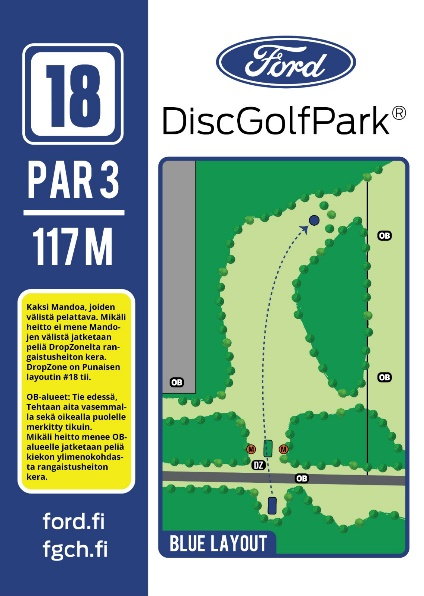 18
PAR 3
117 M
Kaksi Mandoa, joiden
välistä pelattava. Mikäli
heitto ei mene Mando-
jen välistä jatketaan
peliä DropZonelta ran-
gaistusheiton kera.
DropZone on Punaisen
layoutin #18 tii.
OB-alueet: Tie edessä,
Tehtaan aita vasemmal-
la sekä oikealla puolelle
merkitty tikuin.
Mikäli heitto menee OB-
alueelle jatketaan peliä
kiekon ylimenokohdas-
ta rangaistusheiton
kera.
ford.fi
fgch.fi
Ford
DiscGolfPark®
OB
OB
OB
M
M
DZ
OB
BLUE LAYOUT